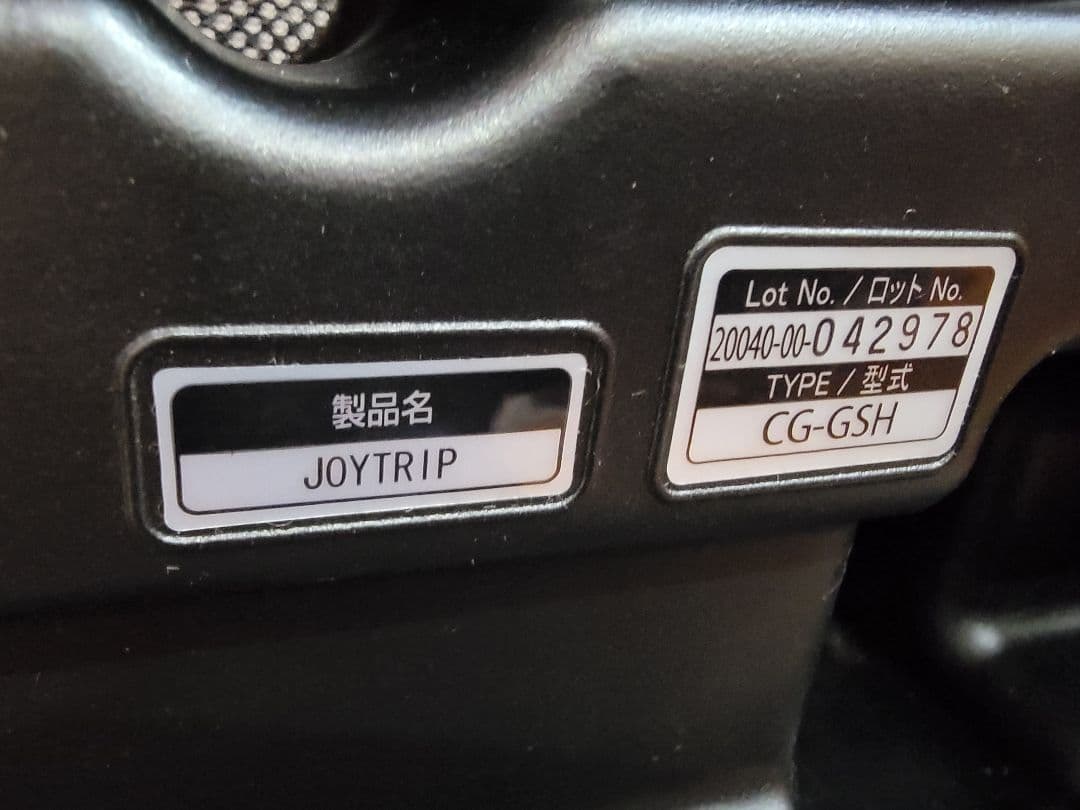 製品名
JOYTRIP
Lot No. / ロット No.
20040-00-042978
TYPE / 型式
CG-GSH